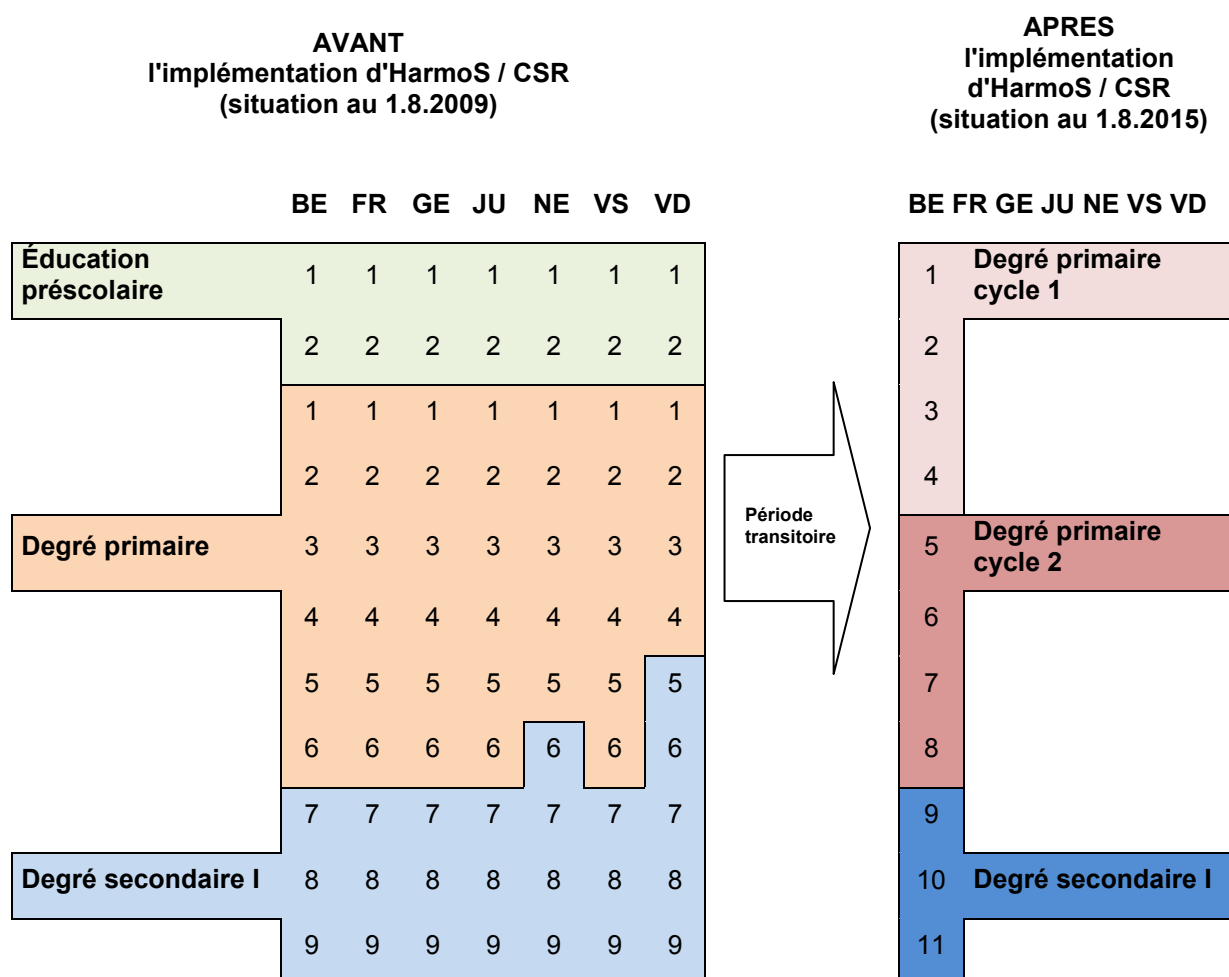 AVANT
l'implémentation d'HarmoS / CSR
(situation au 1.8.2009)
APRES
l'implémentation
d'HarmoS / CSR
(situation au 1.8.2015)
BE FR GE JU NE VS VD
BE FR GE JU NE VS VD
Éducation
préscolaire
1 1 1 1 1 1 1
2 2 2 2 2 2 2
1 1 1 1 1 1 1
2 2 2 2 2 2 2
Degré primaire 3 3 3 3 3 3 3
4 4 4 4 4 4 4
5 5 5 5 5 5 5
6 6 6 6 6 6 6
7 7 7 7 7 7 7
Degré secondaire I 8 8 8 8 8 8 8
9 9 9 9 9 9 9
Période
transitoire
1 Degré primaire
cycle 1
2
3
4
5 Degré primaire
cycle 2
6
7
8
9
10 Degré secondaire I
11